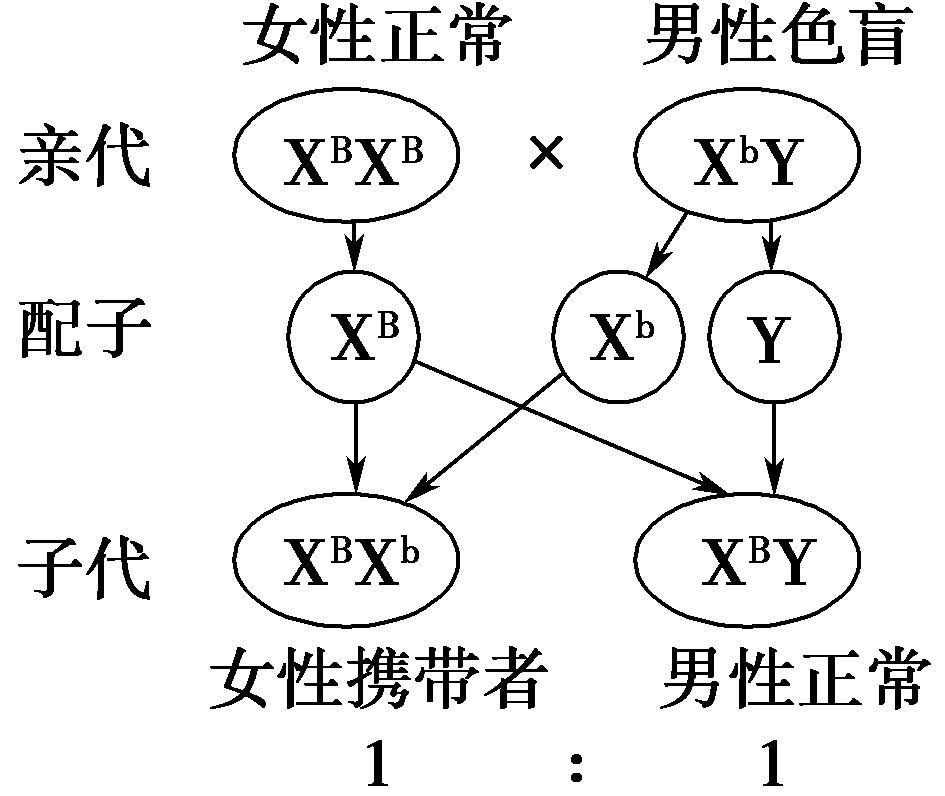 女性正常 男性色盲
亲代 XᴮXᴮ × XᵇY
配子 Xᴮ Xᵇ Y
子代 XᴮXᵇ XᴮY
女性携带者 男性正常
1 : 1